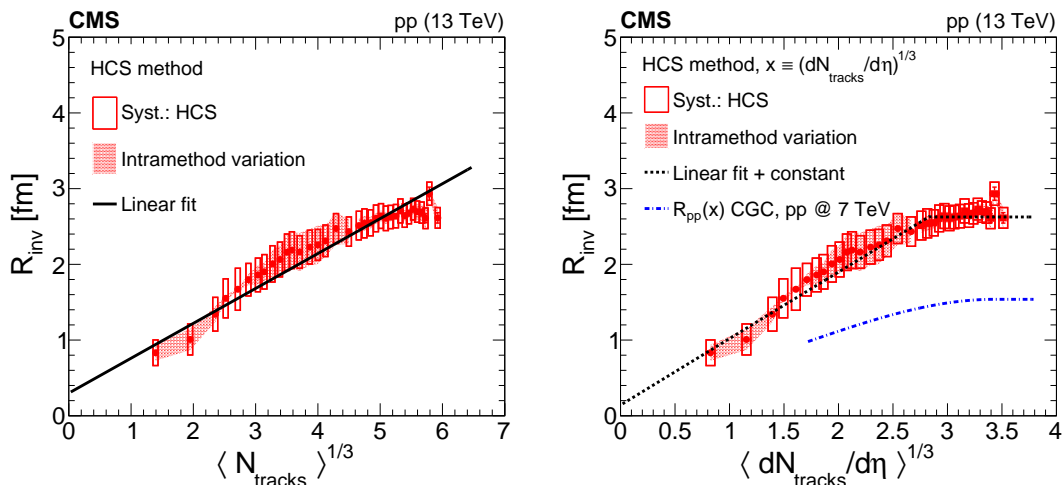 CMS
pp (13 TeV)
HCS method
Syst.: HCS
Intramethod variation
Linear fit
R_inv [fm]
5
4
3
2
1
0
0 1 2 3 4 5 6 7
⟨ N_tracks ⟩^1/3
CMS
pp (13 TeV)
HCS method, x ≡ (dN_tracks/dη)^1/3
Syst.: HCS
Intramethod variation
Linear fit + constant
R_pp(x) CGC, pp @ 7 TeV
R_inv [fm]
5
4
3
2
1
0
0 0.5 1 1.5 2 2.5 3 3.5 4
⟨ dN_tracks/dη ⟩^1/3